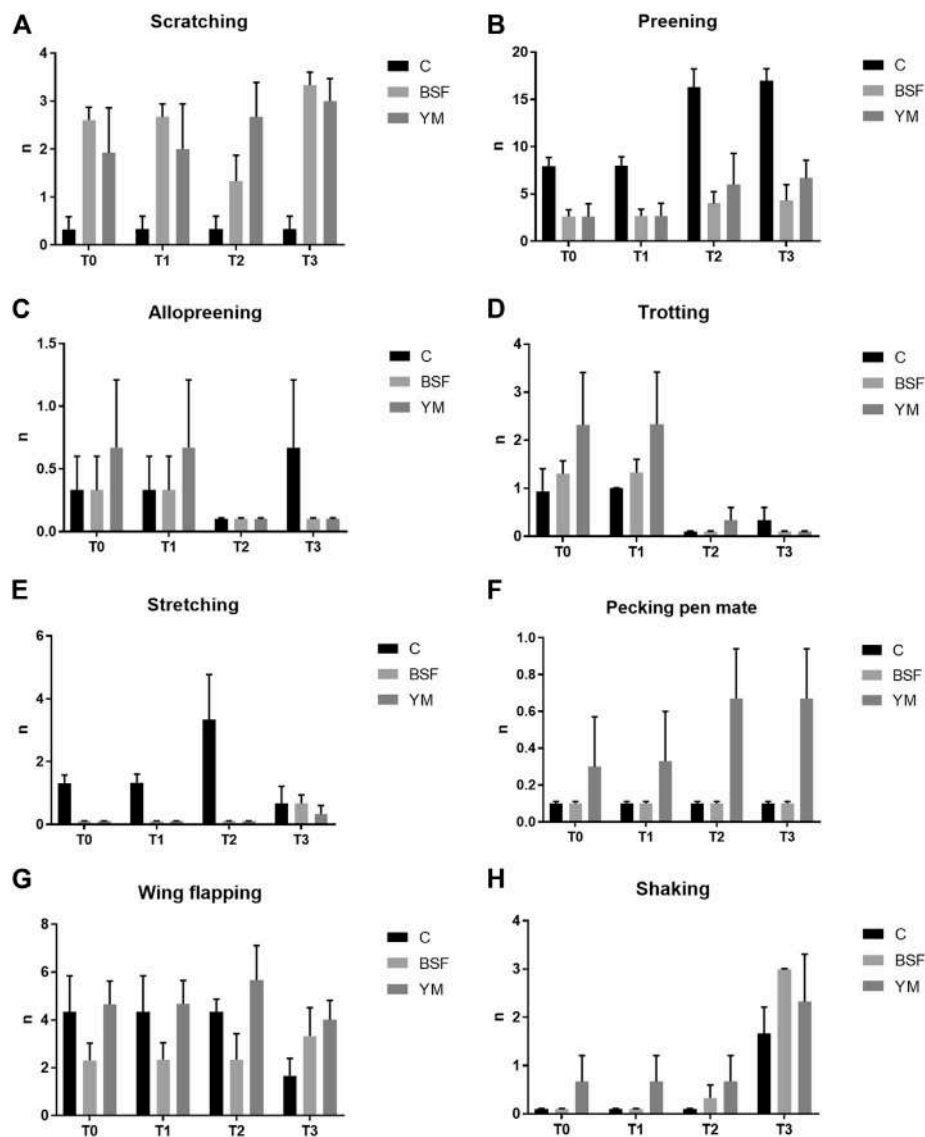 A
Scratching
4
3
2
1
0
n
T0 T1 T2 T3
C
BSF
YM
B
Preening
20
15
10
5
0
n
T0 T1 T2 T3
C
BSF
YM
C
Allopreening
1.5
1.0
0.5
0.0
n
T0 T1 T2 T3
C
BSF
YM
D
Trotting
4
3
2
1
0
n
T0 T1 T2 T3
C
BSF
YM
E
Stretching
6
4
2
0
n
T0 T1 T2 T3
C
BSF
YM
F
Pecking pen mate
1.0
0.8
0.6
0.4
0.2
0.0
n
T0 T1 T2 T3
C
BSF
YM
G
Wing flapping
8
6
4
2
0
n
T0 T1 T2 T3
C
BSF
YM
H
Shaking
4
3
2
1
0
n
T0 T1 T2 T3
C
BSF
YM